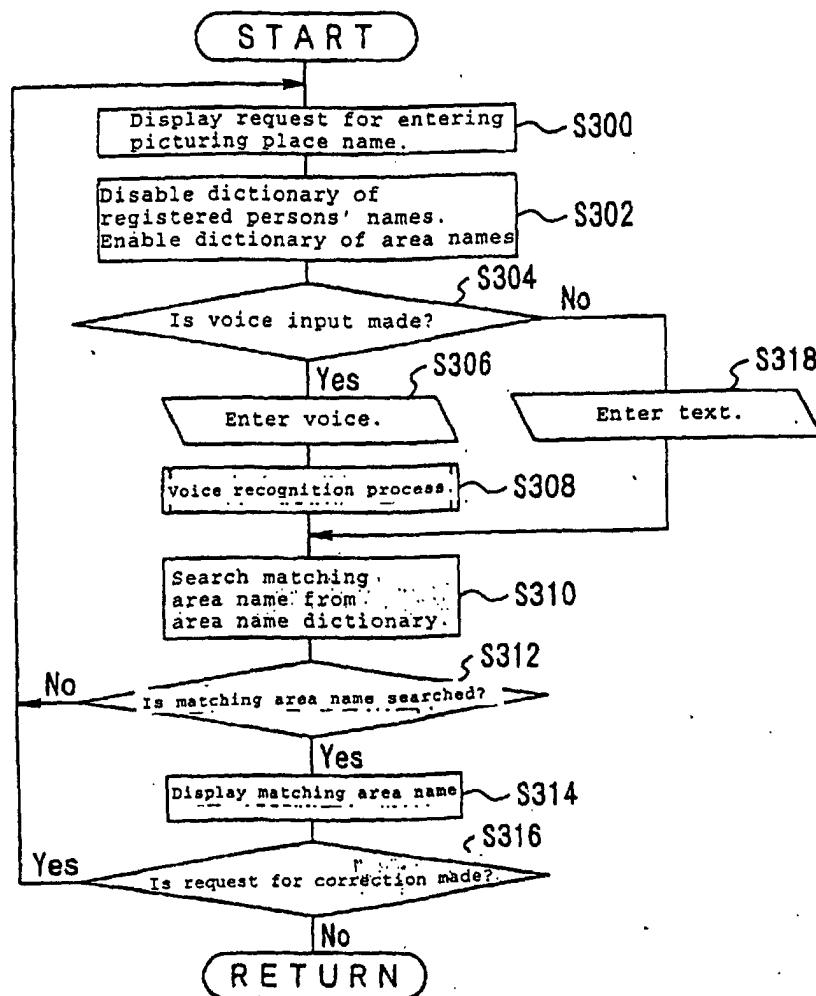 START
Display request for entering
picturing place name.
S300
Disable dictionary of
registered persons' names.
Enable dictionary of area names
S302
S304
Is voice input made?
No
Yes
S306
Enter voice.
S318
Enter text.
Voice recognition process.
S308
Search matching
area name from
area name dictionary.
S310
S312
No
Is matching area name searched?
Yes
Display matching area name
S314
S316
Yes
Is request for correction made?
No
RETURN